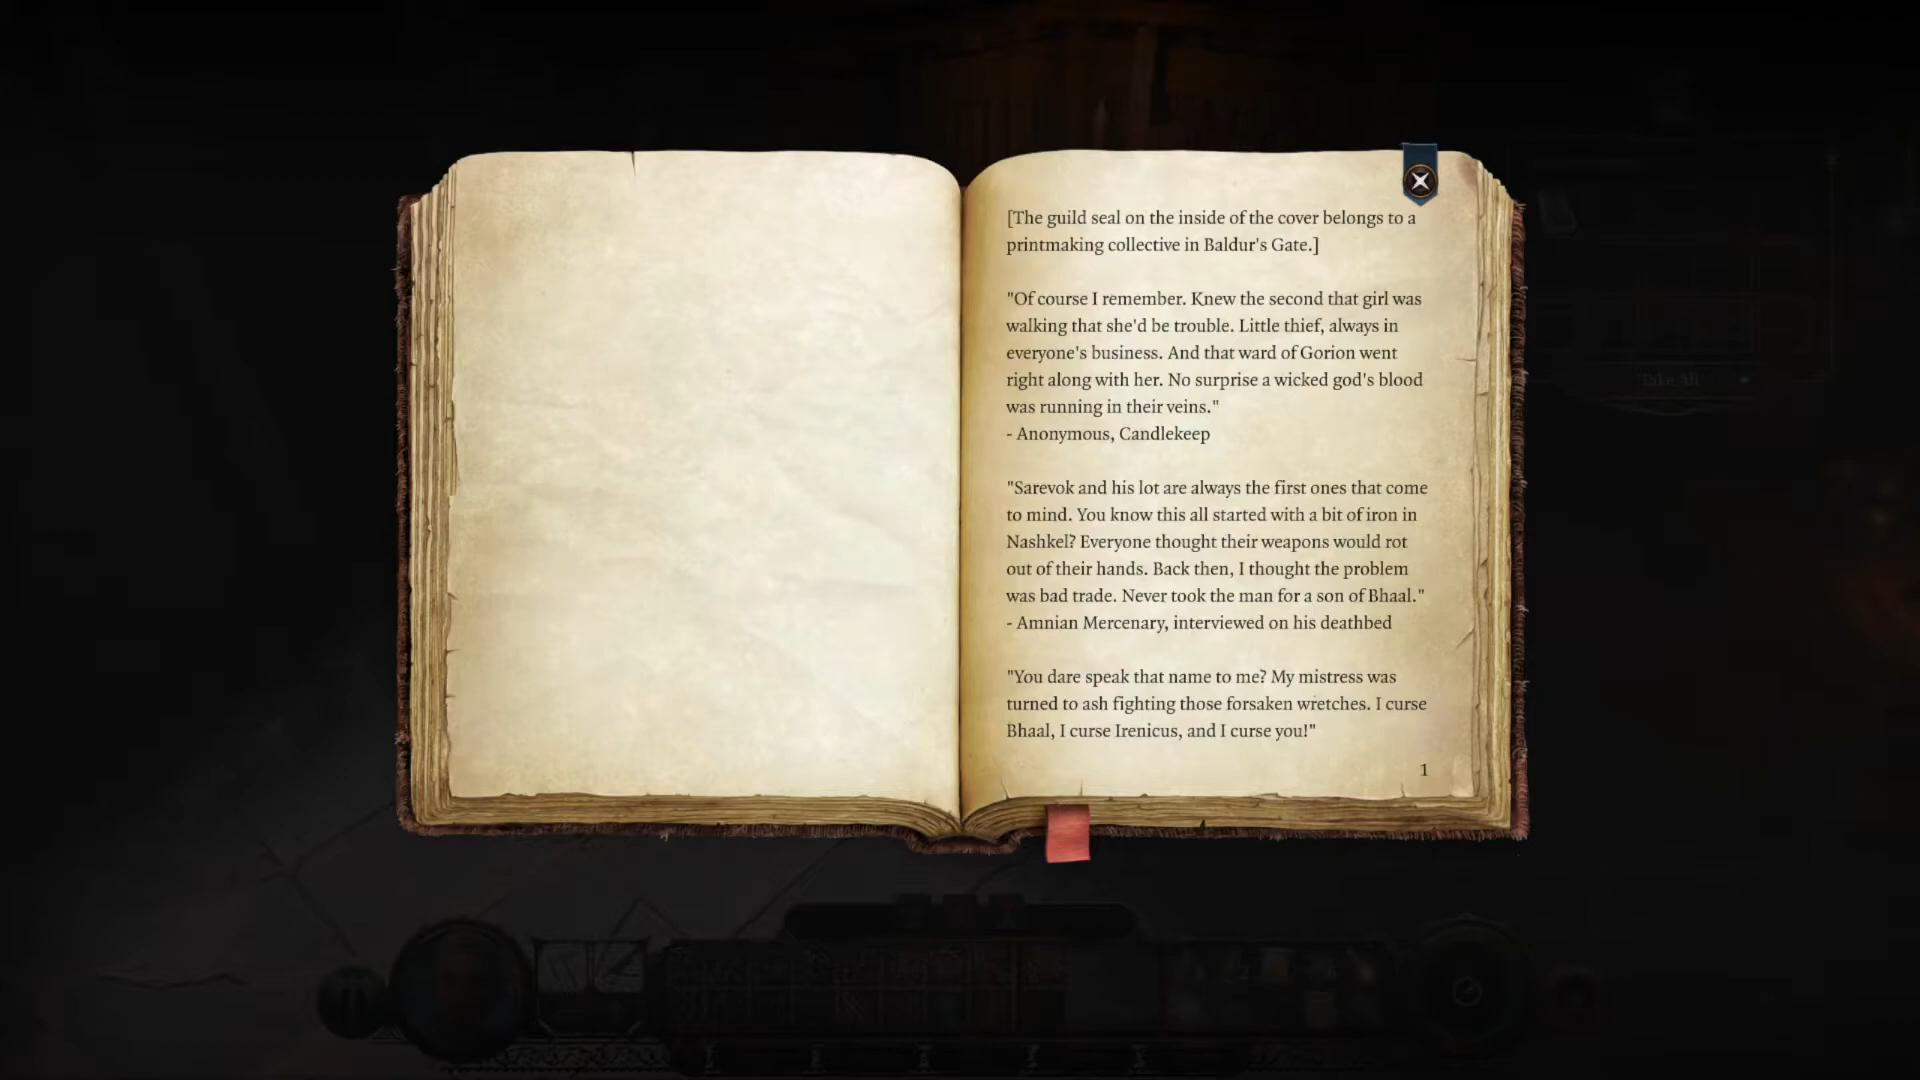 [The guild seal on the inside of the cover belongs to a
printmaking collective in Baldur's Gate.]
"Of course I remember. Knew the second that girl was
walking that she'd be trouble. Little thief, always in
everyone's business. And that ward of Gorion went
right along with her. No surprise a wicked god's blood
was running in their veins."
- Anonymous, Candlekeep
"Sarevok and his lot are always the first ones that come
to mind. You know this all started with a bit of iron in
Nashkel? Everyone thought their weapons would rot
out of their hands. Back then, I thought the problem
was bad trade. Never took the man for a son of Bhaal."
- Amnian Mercenary, interviewed on his deathbed
"You dare speak that name to me? My mistress was
turned to ash fighting those forsaken wretches. I curse
Bhaal, I curse Irenicus, and I curse you!"
1
Take All